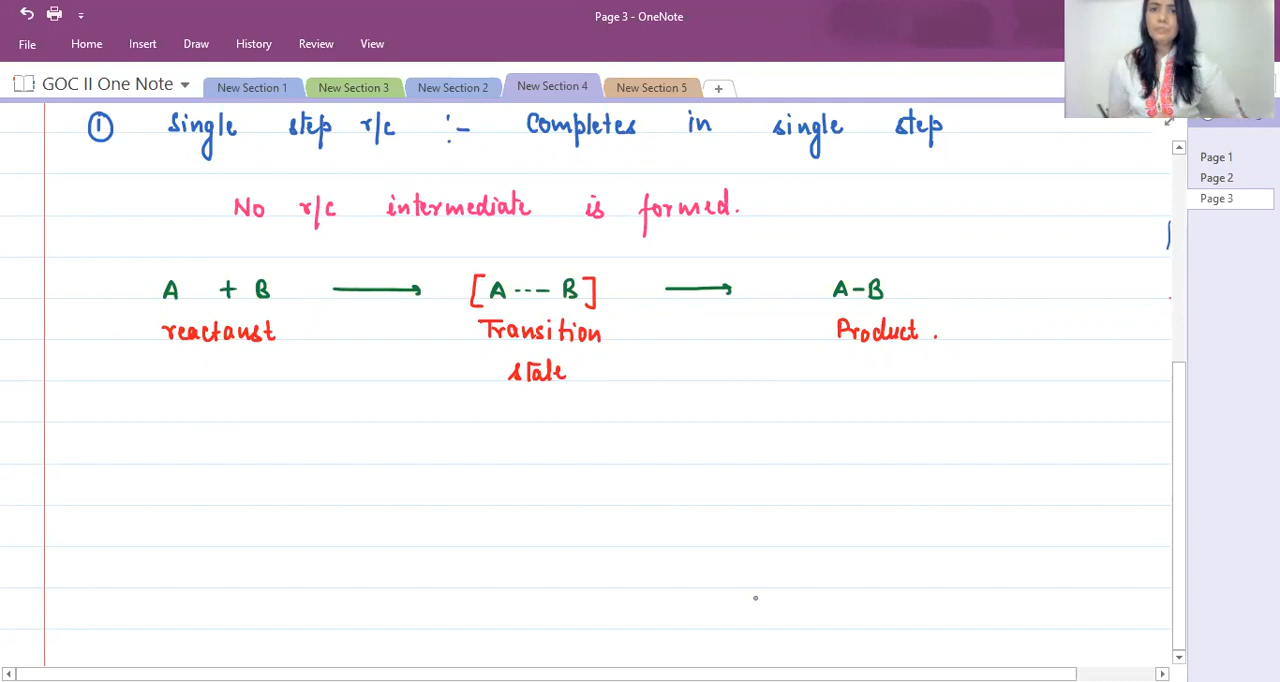 Page 3 - OneNote
File Home Insert Draw History Review View
GOC II One Note New Section 1 New Section 3 New Section 2 New Section 4 New Section 5 +
① Single step r/c :- Completes in single step
No r/c intermediate is formed.
A + B ⟶ [A --- B] ⟶ A-B
reactaust Transition Product.
state
Page 1
Page 2
Page 3